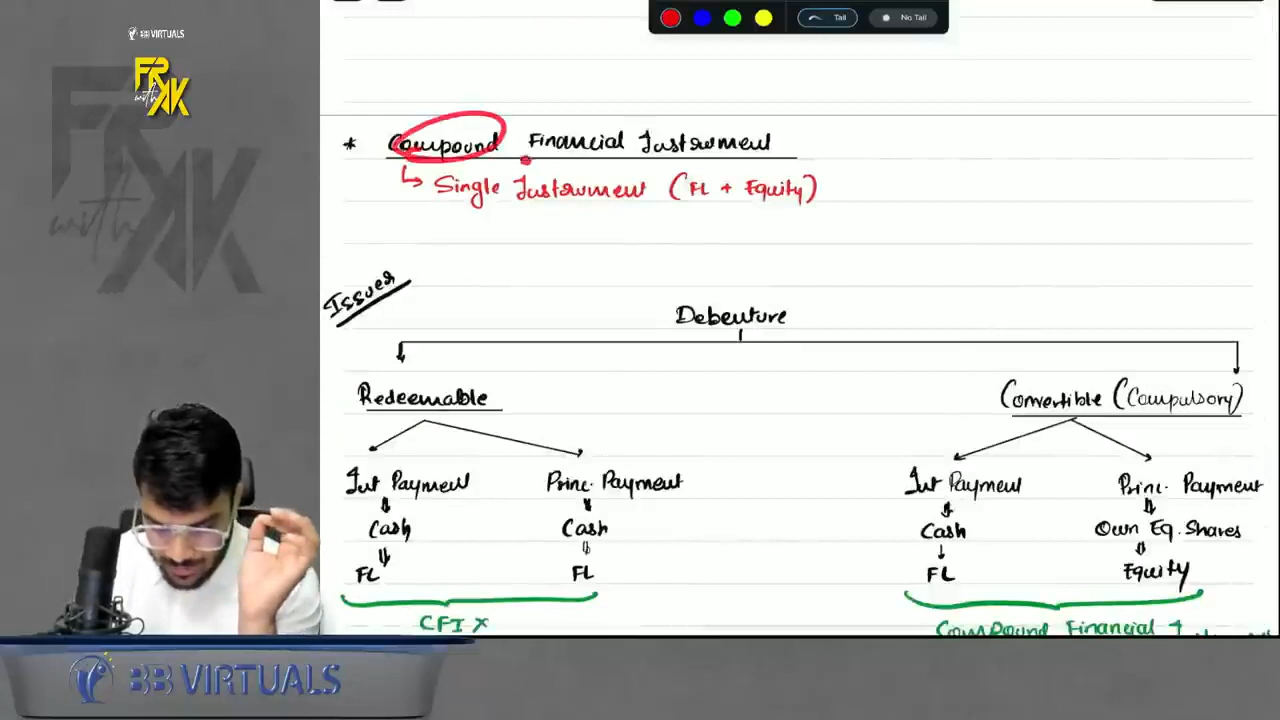 Tail
No Tail
BB VIRTUALS
FR
with
KK
* Compound Financial Instrument
↳ Single Instrument (FL + Equity)
Issuer
Debenture
Redeemable
Convertible (Compulsory)
Int Payment
Princ. Payment
Int Payment
Princ. Payment
Cash
Cash
Cash
Own Eq. Shares
FL
FL
FL
Equity
CFI x
Compound Financial
BB VIRTUALS